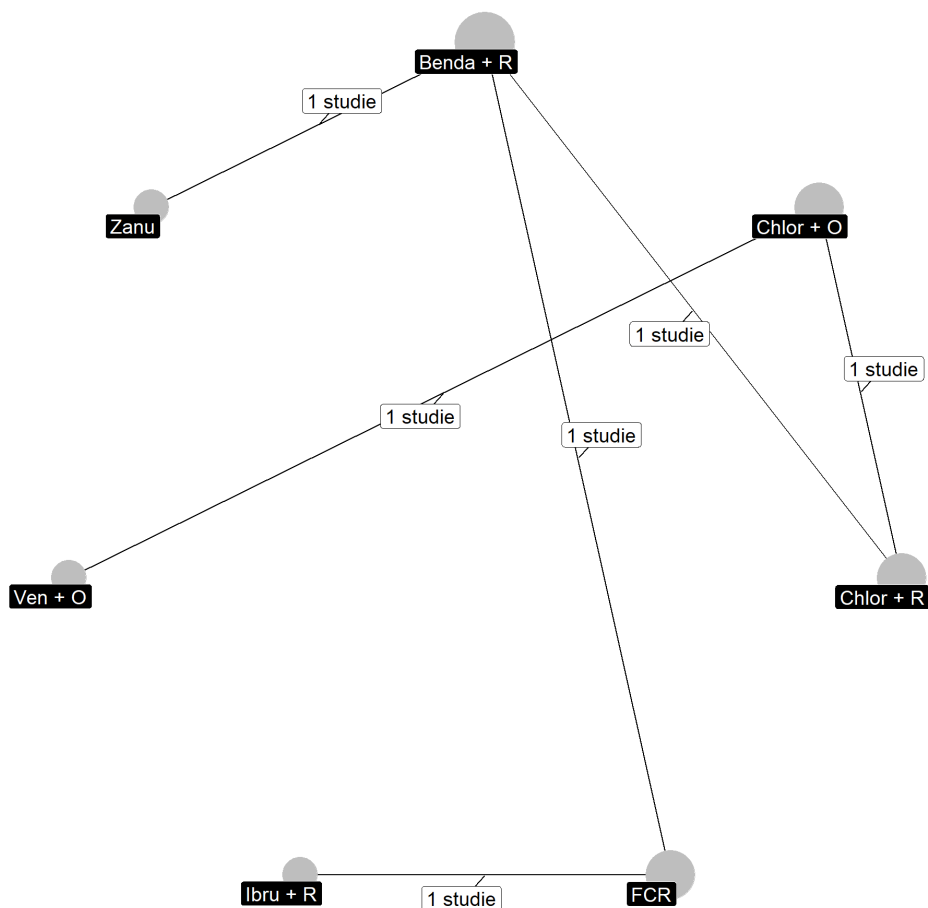 Benda + R
1 studie
Zanu
Chlor + O
1 studie
1 studie
1 studie
1 studie
Ven + O
Chlor + R
Ibru + R
1 studie
FCR